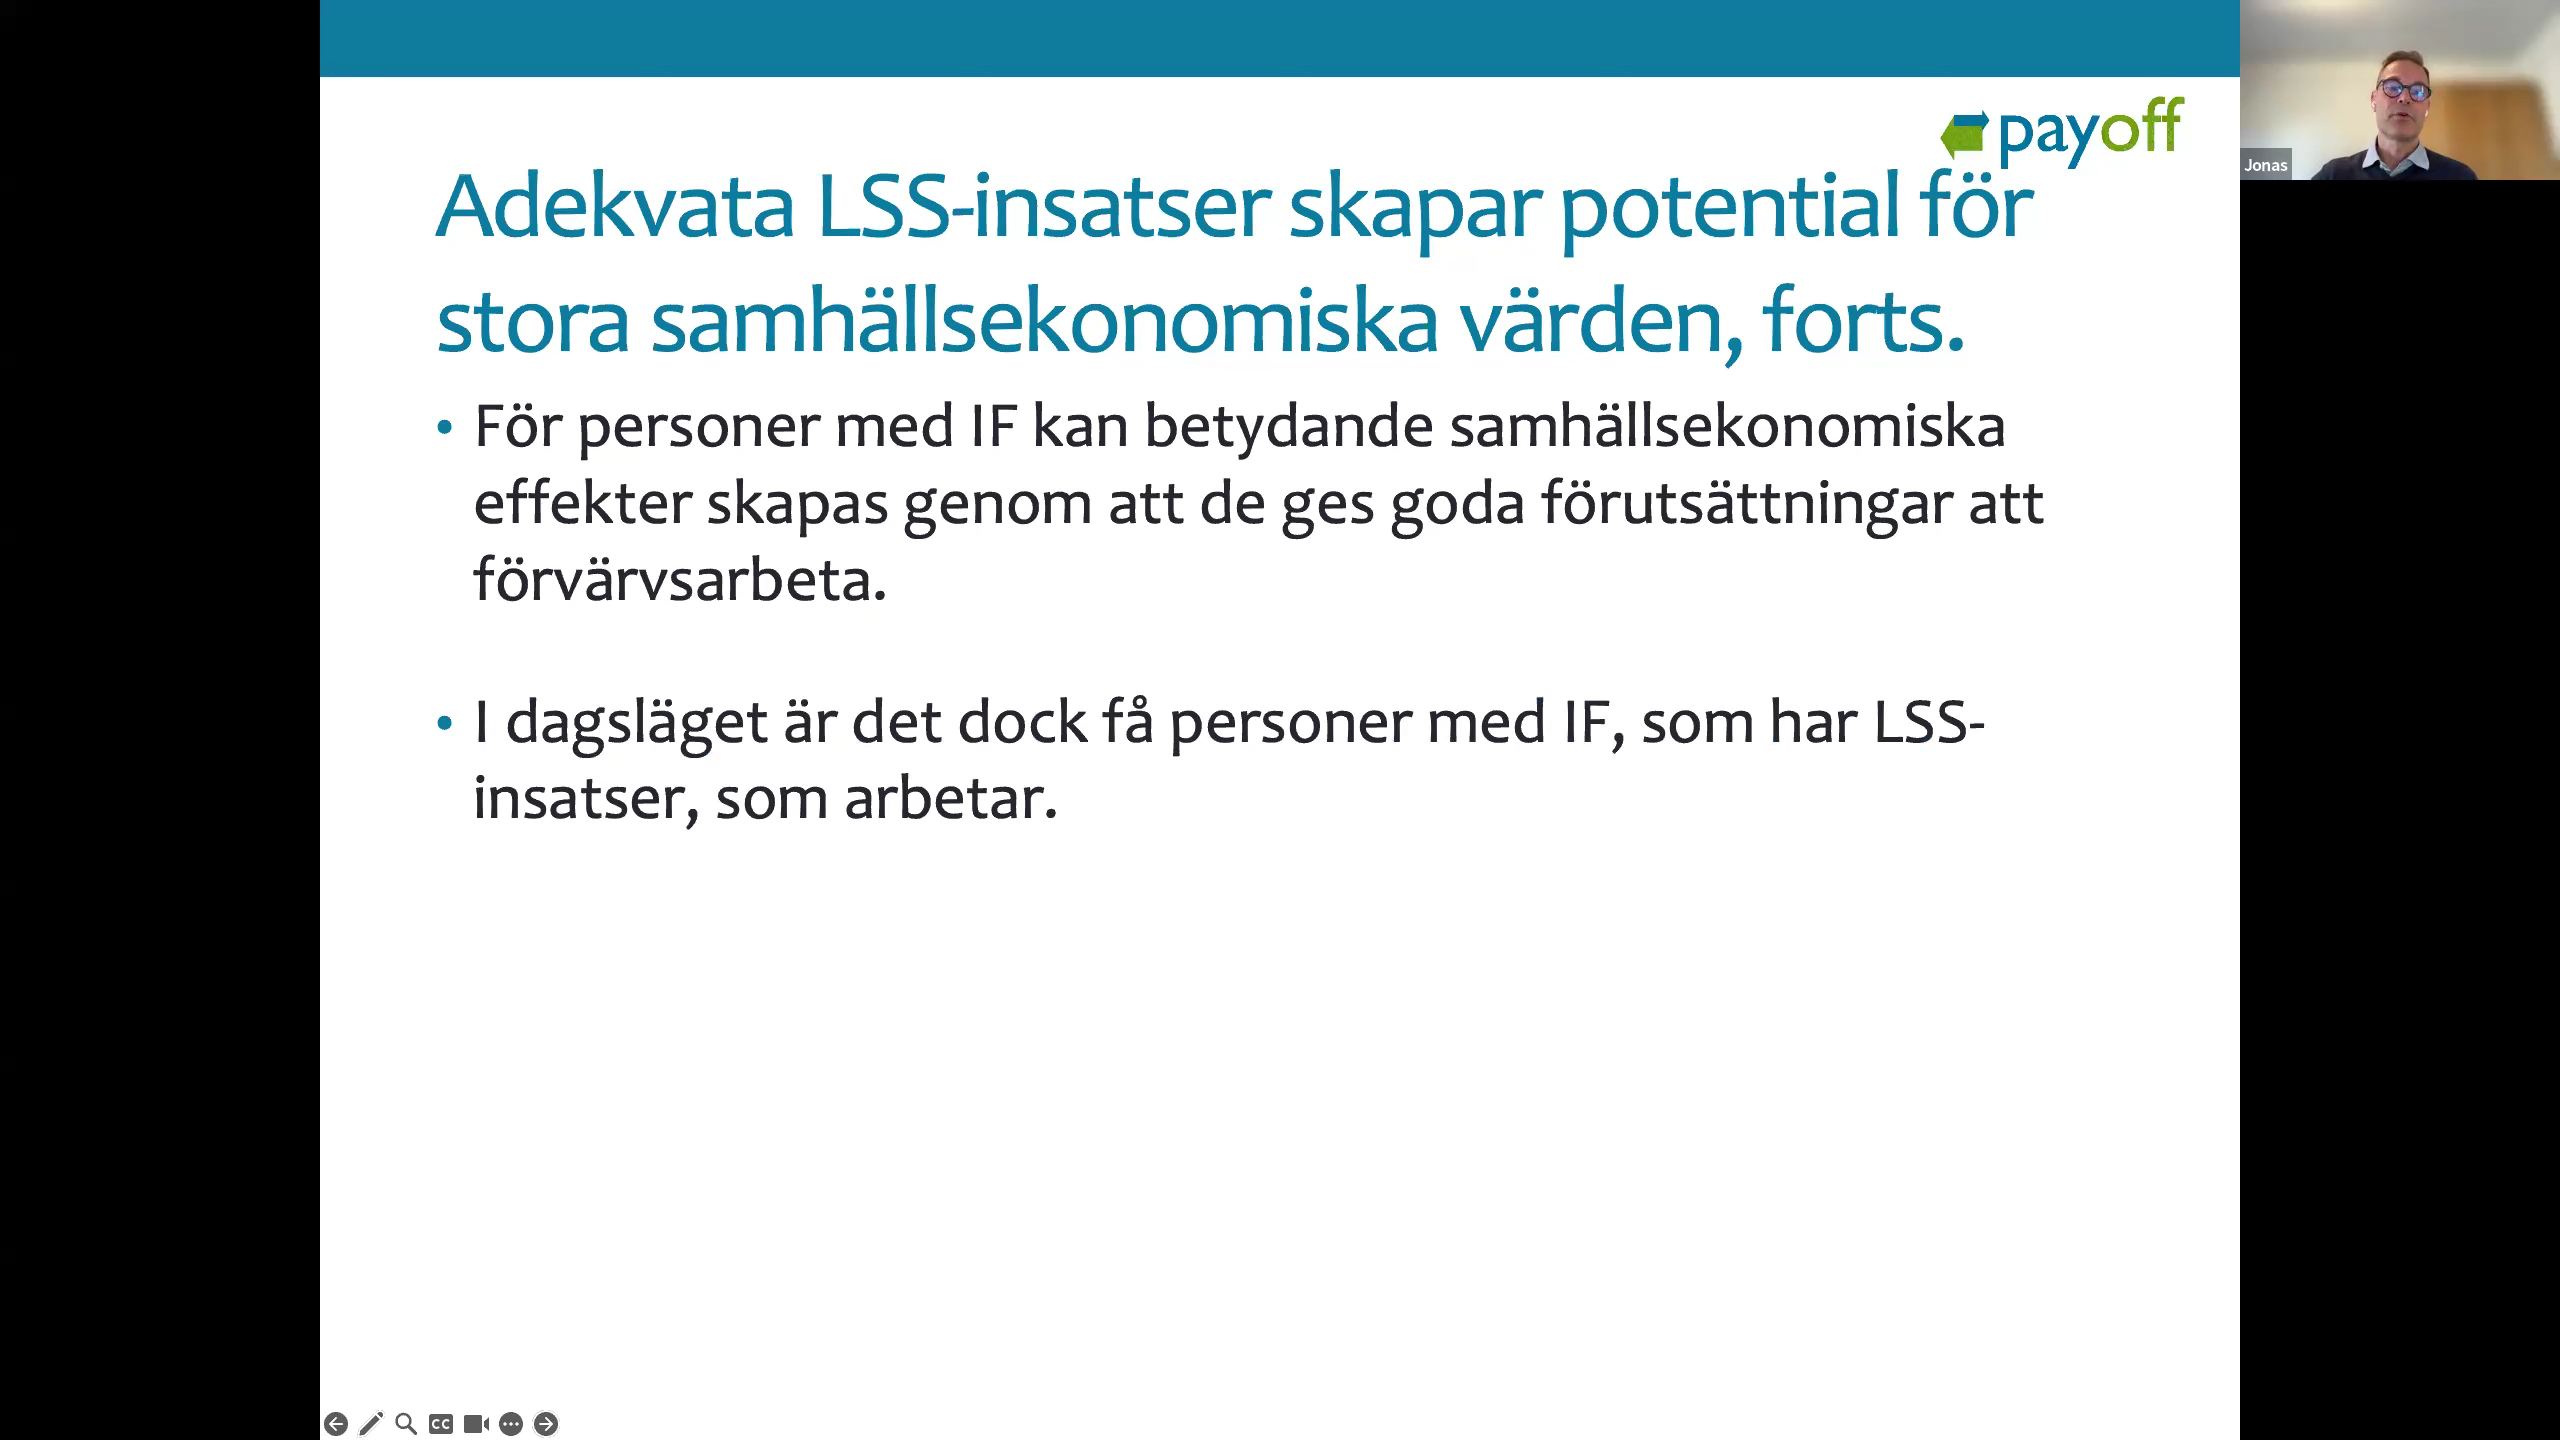 payoff
Jonas
Adekvata LSS-insatser skapar potential för
stora samhällsekonomiska värden, forts.
• För personer med IF kan betydande samhällsekonomiska
effekter skapas genom att de ges goda förutsättningar att
förvärvsarbeta.
• I dagsläget är det dock få personer med IF, som har LSS-
insatser, som arbetar.
CC